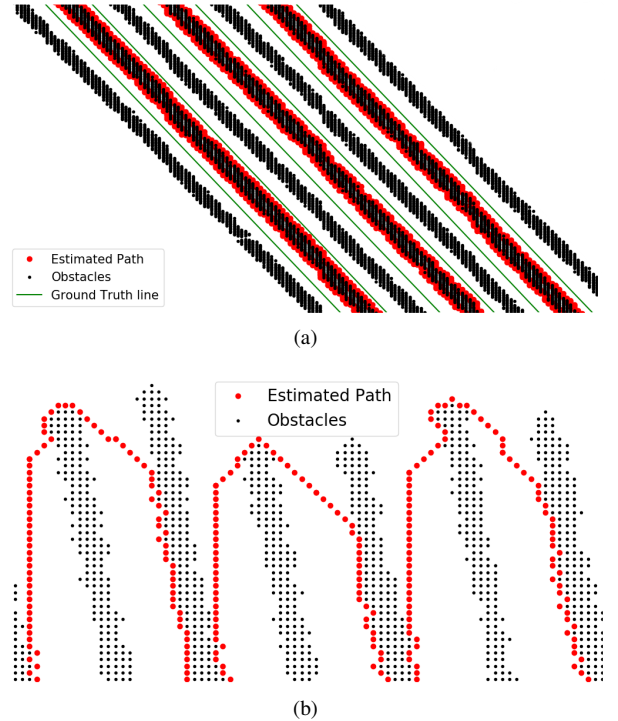 Estimated Path
Obstacles
Ground Truth line
(a)
Estimated Path
Obstacles
(b)